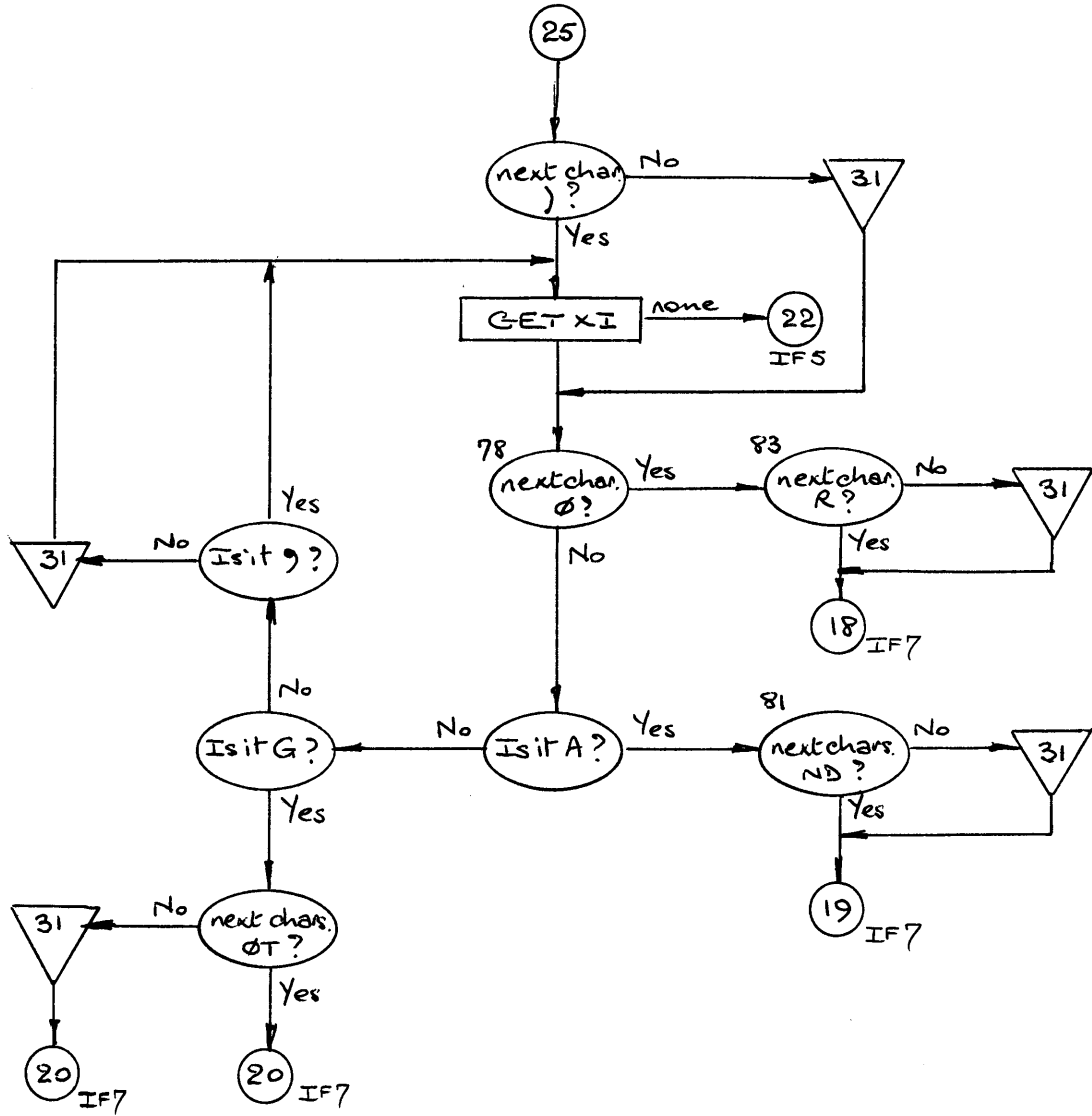 25
next char.
) ?
No
31
Yes
GET XI
none
22
IF5
78
next char.
Ø?
Yes
83
next char.
R?
No
31
Yes
Is it , ?
No
31
No
Yes
18
IF7
No
Is it G?
No
Is it A?
Yes
81
next chars.
ND?
No
31
Yes
Yes
19
IF7
31
No
next chars.
ØT?
Yes
20
IF7
20
IF7